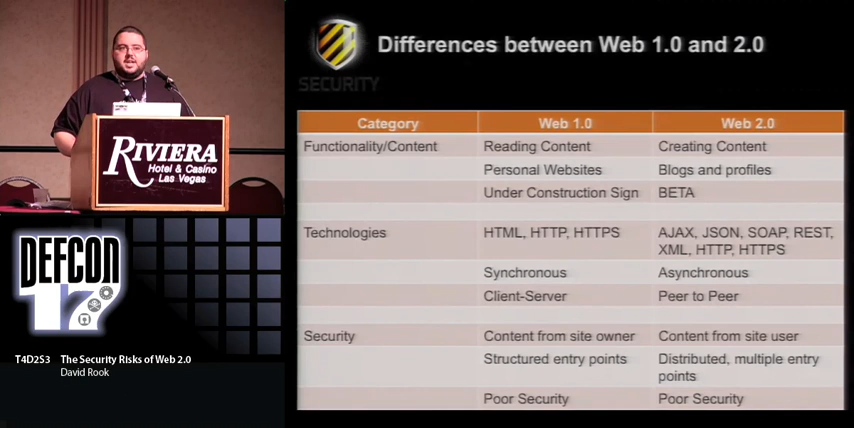 RIVIERA
Hotel & Casino
Las Vegas
DEFCON
17
T4D2S3 The Security Risks of Web 2.0
David Rook
SECURITY
Differences between Web 1.0 and 2.0
Category Web 1.0 Web 2.0
Functionality/Content Reading Content Creating Content
Personal Websites Blogs and profiles
Under Construction Sign BETA
Technologies HTML, HTTP, HTTPS AJAX, JSON, SOAP, REST,
XML, HTTP, HTTPS
Synchronous Asynchronous
Client-Server Peer to Peer
Security Content from site owner Content from site user
Structured entry points Distributed, multiple entry
points
Poor Security Poor Security